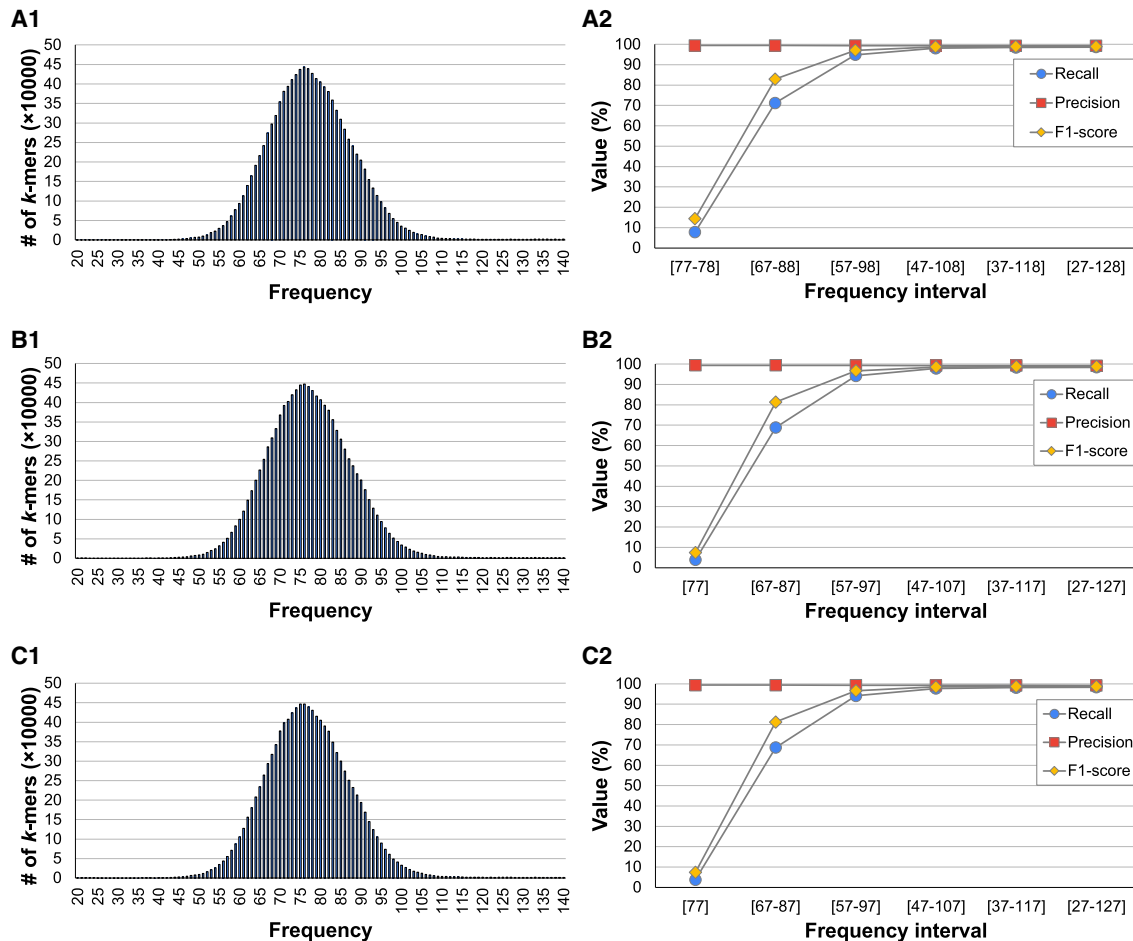 A1
# of k-mers (×10000)
50
45
40
35
30
25
20
15
10
5
0
20 25 30 35 40 45 50 55 60 65 70 75 80 85 90 95 100 105 110 115 120 125 130 135 140
Frequency
A2
Value (%)
100
90
80
70
60
50
40
30
20
10
0
Recall
Precision
F1-score
[77-78] [67-88] [57-98] [47-108] [37-118] [27-128]
Frequency interval
B1
# of k-mers (×10000)
50
45
40
35
30
25
20
15
10
5
0
20 25 30 35 40 45 50 55 60 65 70 75 80 85 90 95 100 105 110 115 120 125 130 135 140
Frequency
B2
Value (%)
100
90
80
70
60
50
40
30
20
10
0
Recall
Precision
F1-score
[77] [67-87] [57-97] [47-107] [37-117] [27-127]
Frequency interval
C1
# of k-mers (×10000)
50
45
40
35
30
25
20
15
10
5
0
20 25 30 35 40 45 50 55 60 65 70 75 80 85 90 95 100 105 110 115 120 125 130 135 140
Frequency
C2
Value (%)
100
90
80
70
60
50
40
30
20
10
0
Recall
Precision
F1-score
[77] [67-87] [57-97] [47-107] [37-117] [27-127]
Frequency interval